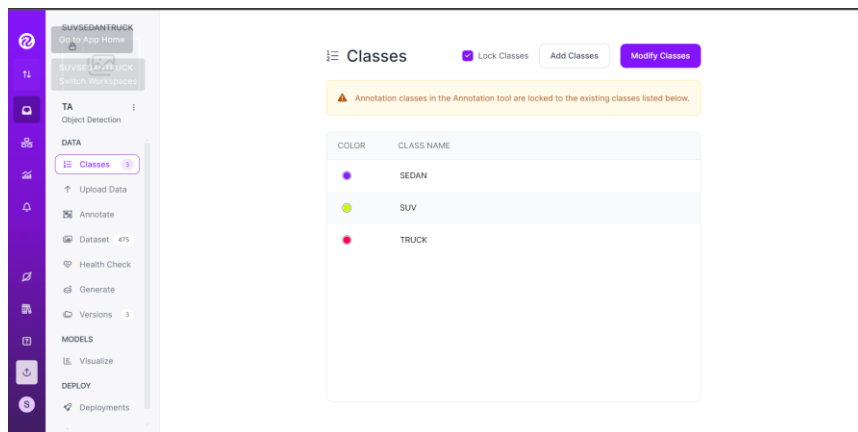 SUVSEDANTRUCK
Go to App Home
SUVSEDANTRUCK
Switch Workspaces
TA
Object Detection
DATA
Classes 3
Upload Data
Annotate
Dataset 475
Health Check
Generate
Versions 3
MODELS
Visualize
DEPLOY
Deployments
S
Classes
Lock Classes
Add Classes
Modify Classes
Annotation classes in the Annotation tool are locked to the existing classes listed below.
COLOR CLASS NAME
SEDAN
SUV
TRUCK